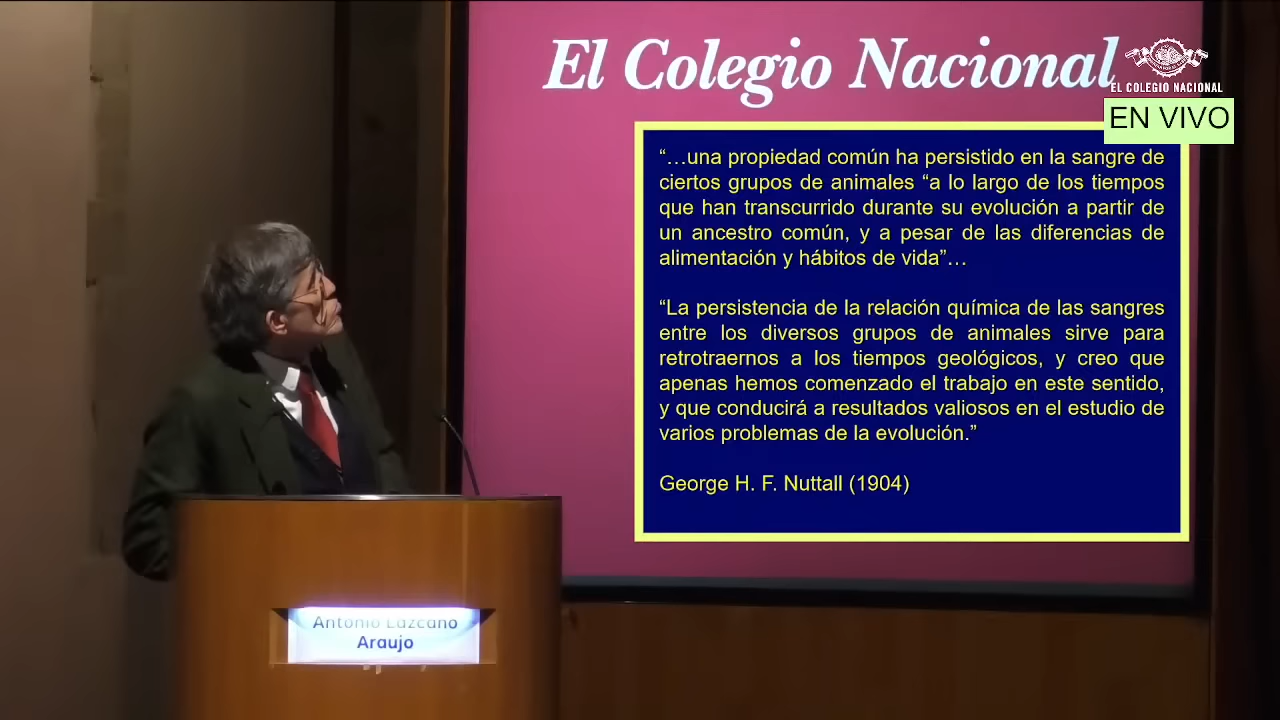 El Colegio Nacional
EL COLEGIO NACIONAL
EN VIVO
“…una propiedad común ha persistido en la sangre de
ciertos grupos de animales “a lo largo de los tiempos
que han transcurrido durante su evolución a partir de
un ancestro común, y a pesar de las diferencias de
alimentación y hábitos de vida”…
“La persistencia de la relación química de las sangres
entre los diversos grupos de animales sirve para
retrotraernos a los tiempos geológicos, y creo que
apenas hemos comenzado el trabajo en este sentido,
y que conducirá a resultados valiosos en el estudio de
varios problemas de la evolución.”
George H. F. Nuttall (1904)
Antonio Lazcano
Araujo